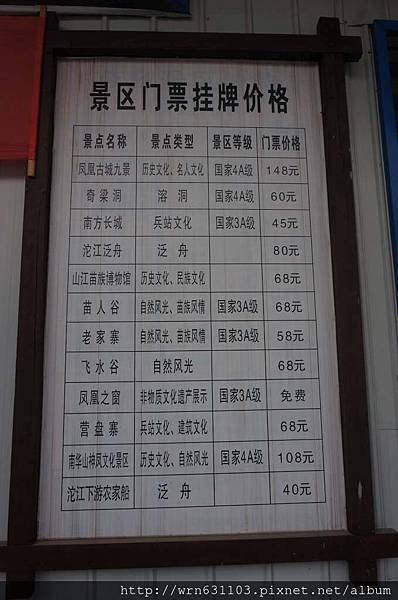 景区门票挂牌价格
景点名称 景点类型 景区等级 门票价格
凤凰古城九景 历史文化、名人文化 国家4A级 148元
奇梁洞 溶洞 国家4A级 60元
南方长城 兵站文化 国家3A级 45元
沱江泛舟 泛舟 80元
山江苗族博物馆 历史文化、民族文化 68元
苗人谷 自然风光、苗族风情 国家3A级 68元
老家寨 自然风光、苗族风情 国家3A级 58元
飞水谷 自然风光 68元
凤凰之窗 非物质文化遗产展示 国家3A级 免费
营盘寨 兵站文化、建筑文化 68元
南华山神凤文化景区 历史文化、自然风光 国家4A级 108元
沱江下游农家船 泛舟 40元
http://wrn631103.pixnet.net/album